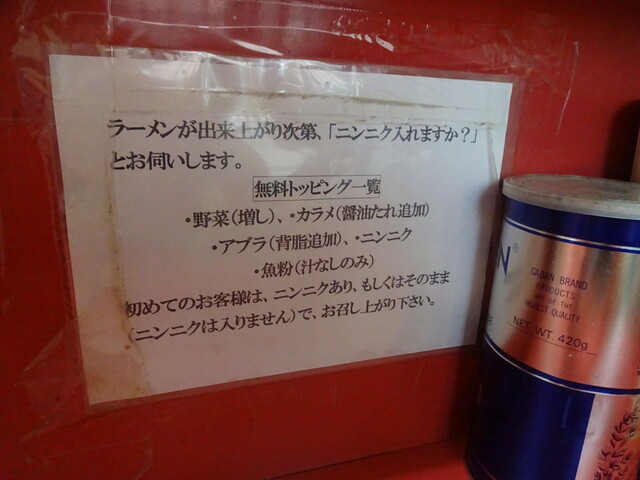 ラーメンが出来上がり次第、「ニンニク入れますか？」
とお伺いします。
無料トッピング一覧
・野菜（増し）、・カラメ（醤油たれ追加）
・アブラ（背脂追加）、・ニンニク
・魚粉（汁なしのみ）
初めてのお客様は、ニンニクあり、もしくはそのまま
（ニンニクは入りません）で、お召し上がり下さい。
N®
GABAN BRAND
PRODUCTS
ARE OF THE
HIGHEST QUALITY
NET WT. 420g